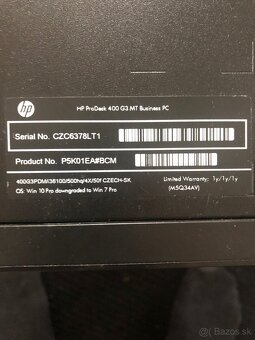 hp
HP ProDesk 400 G3 MT Business PC
Serial No. CZC6378LT1
Product No. P5K01EA#BCM
400G3PDM/i36100/500hq/4X/50f CZECH-SK
OS: Win 10 Pro downgraded to Win 7 Pro
Limited Warranty: 1y/1y/1y
(M5Q34AV)
bazos.sk